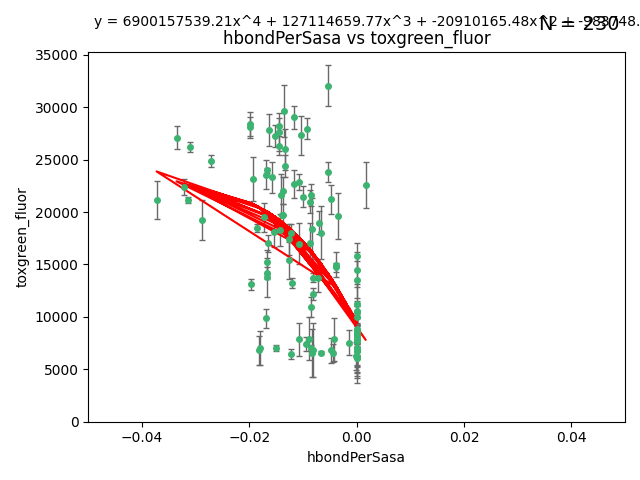 y = 6900157539.21x^4 + 127114659.77x^3 + -20910165.48x^2 +
N = 230
hbondPerSasa vs toxgreen_fluor
35000
30000
25000
20000
15000
10000
5000
0
toxgreen_fluor
−0.04
−0.02
0.00
0.02
0.04
hbondPerSasa